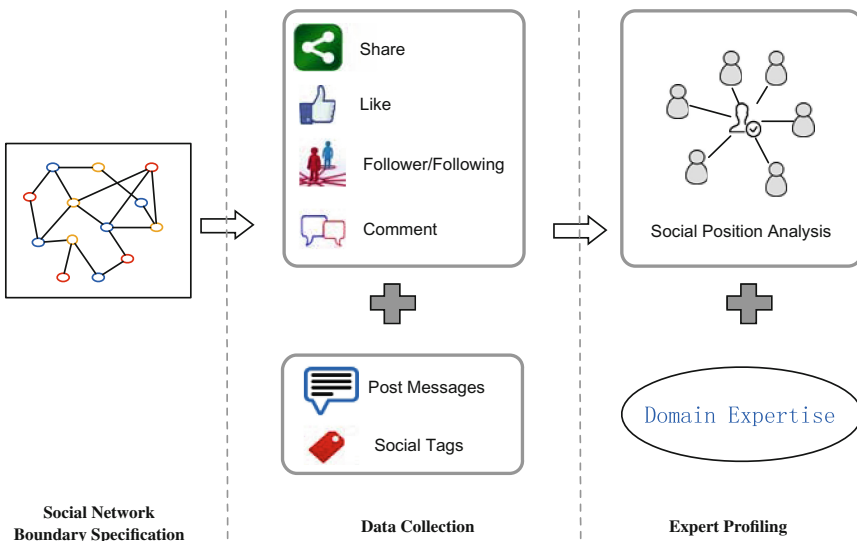 Share
Like
Follower/Following
Comment
Post Messages
Social Tags
Social Position Analysis
Domain Expertise
Social Network
Boundary Specification
Data Collection
Expert Profiling